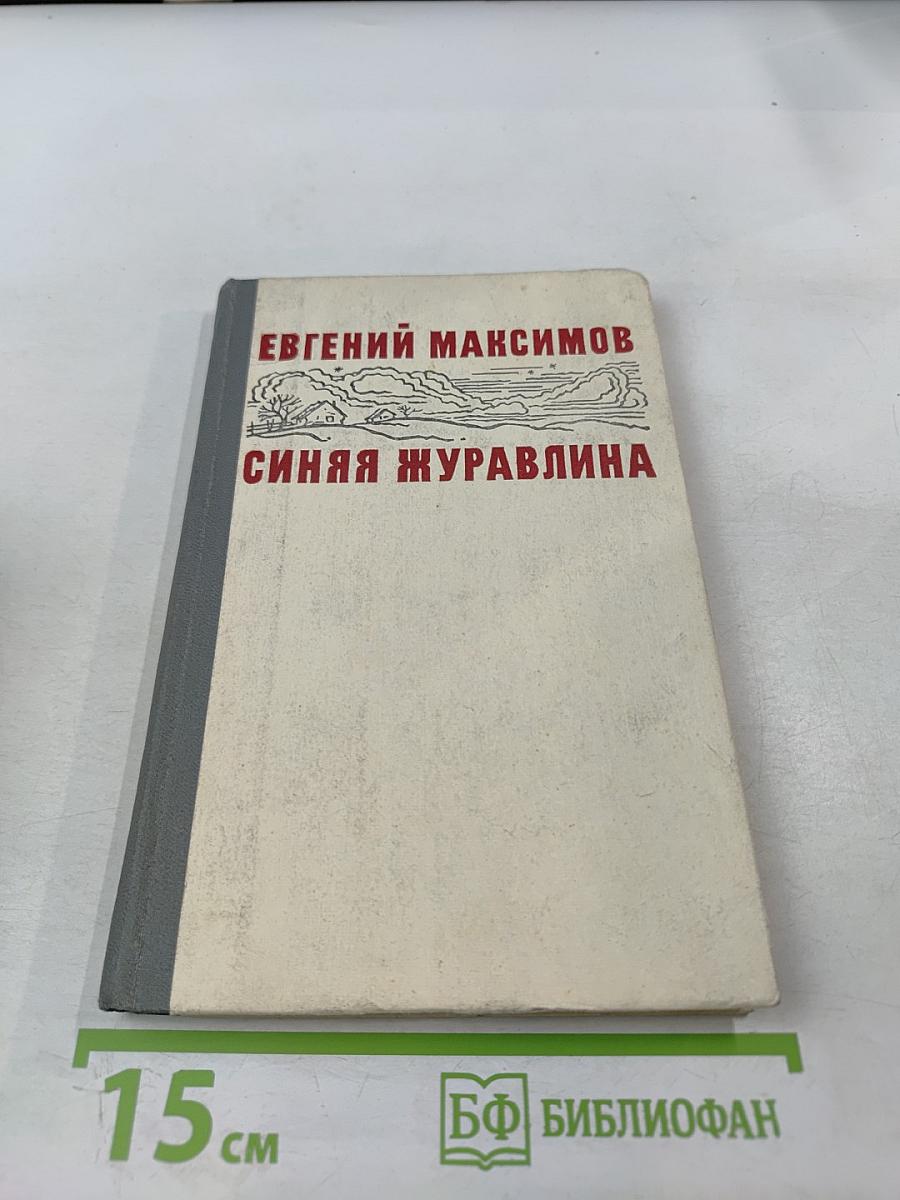 ЕВГЕНИЙ МАКСИМОВ
СИНЯЯ ЖУРАВЛИНА
15 см
БФ БИБЛИОФАН